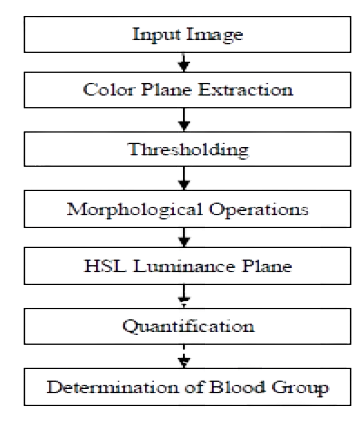 Input Image
Color Plane Extraction
Thresholding
Morphological Operations
HSL Luminance Plane
Quantification
Determination of Blood Group